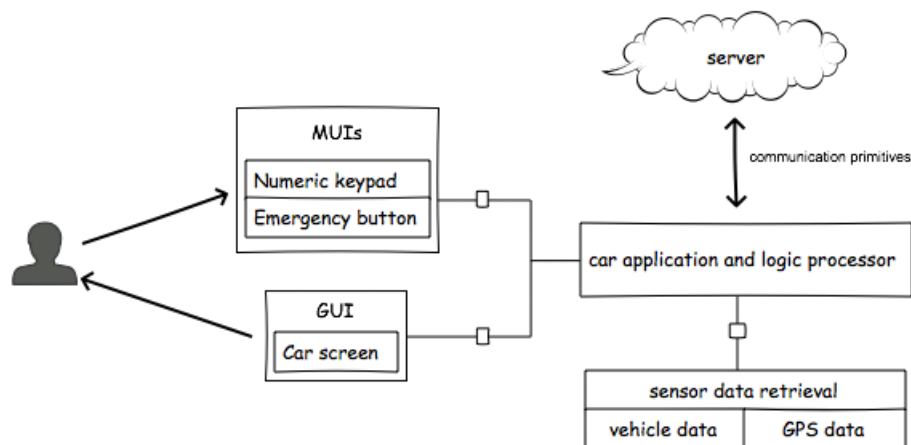 server
communication primitives
MUIs
Numeric keypad
Emergency button
car application and logic processor
GUI
Car screen
sensor data retrieval
vehicle data
GPS data